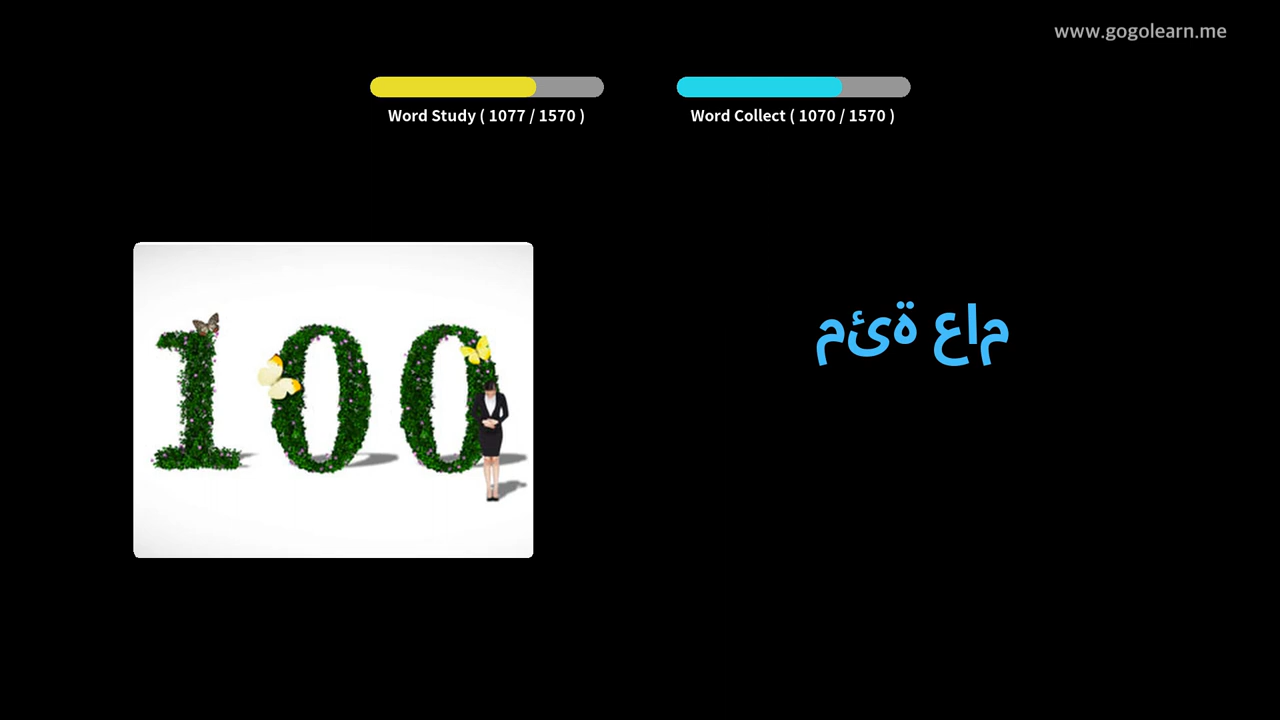 www.gogolearn.me
Word Study ( 1077 / 1570 )
Word Collect ( 1070 / 1570 )
100
مئة عام